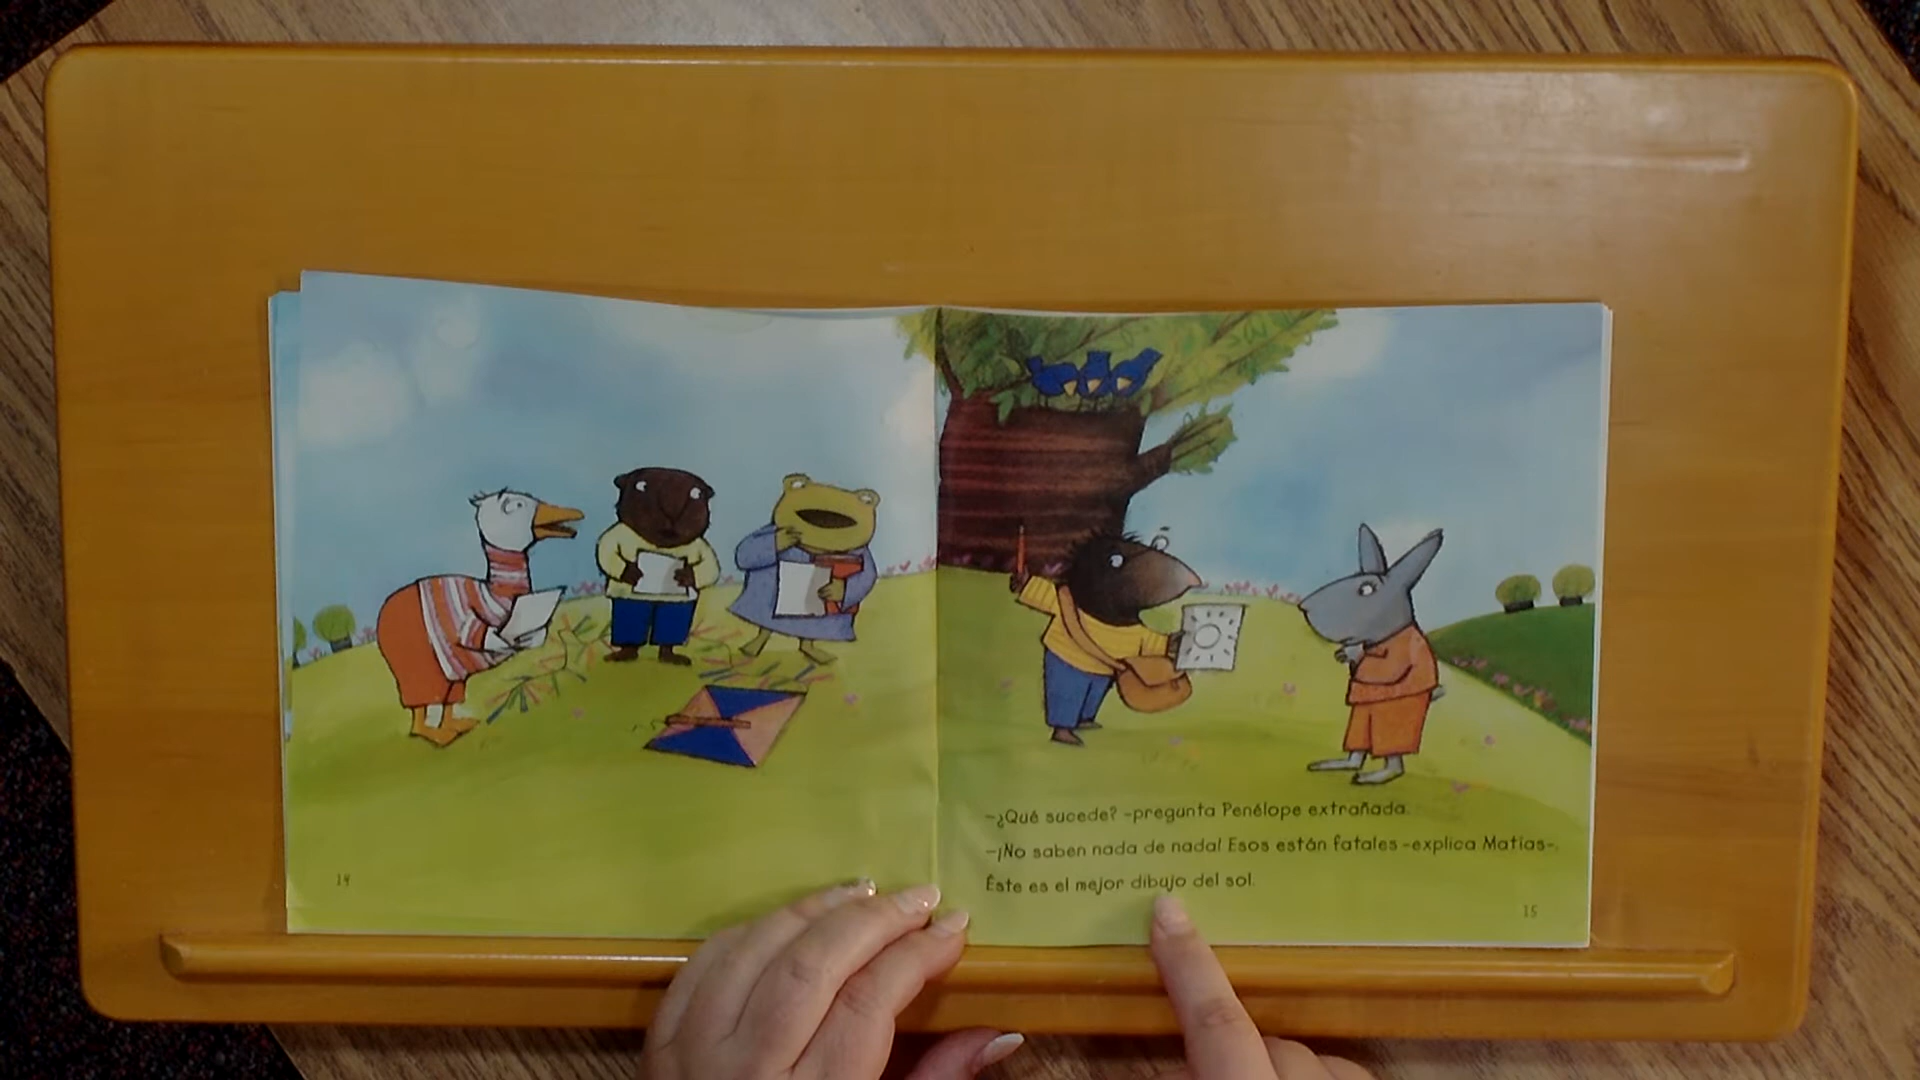 –¿Qué sucede? –pregunta Penélope extrañada.
–¡No saben nada de nada! Esos están fatales –explica Matías–.
Éste es el mejor dibujo del sol.
14
15